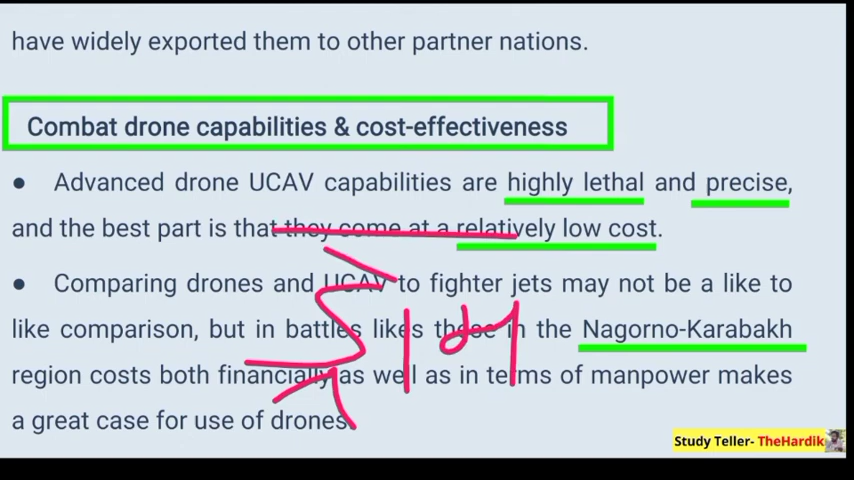 have widely exported them to other partner nations.
Combat drone capabilities & cost-effectiveness
● Advanced drone UCAV capabilities are highly lethal and precise,
and the best part is that they come at a relatively low cost.
● Comparing drones and UCAV to fighter jets may not be a like to
like comparison, but in battles likes those in the Nagorno-Karabakh
region costs both financially as well as in terms of manpower makes
a great case for use of drones.
Study Teller- TheHardik